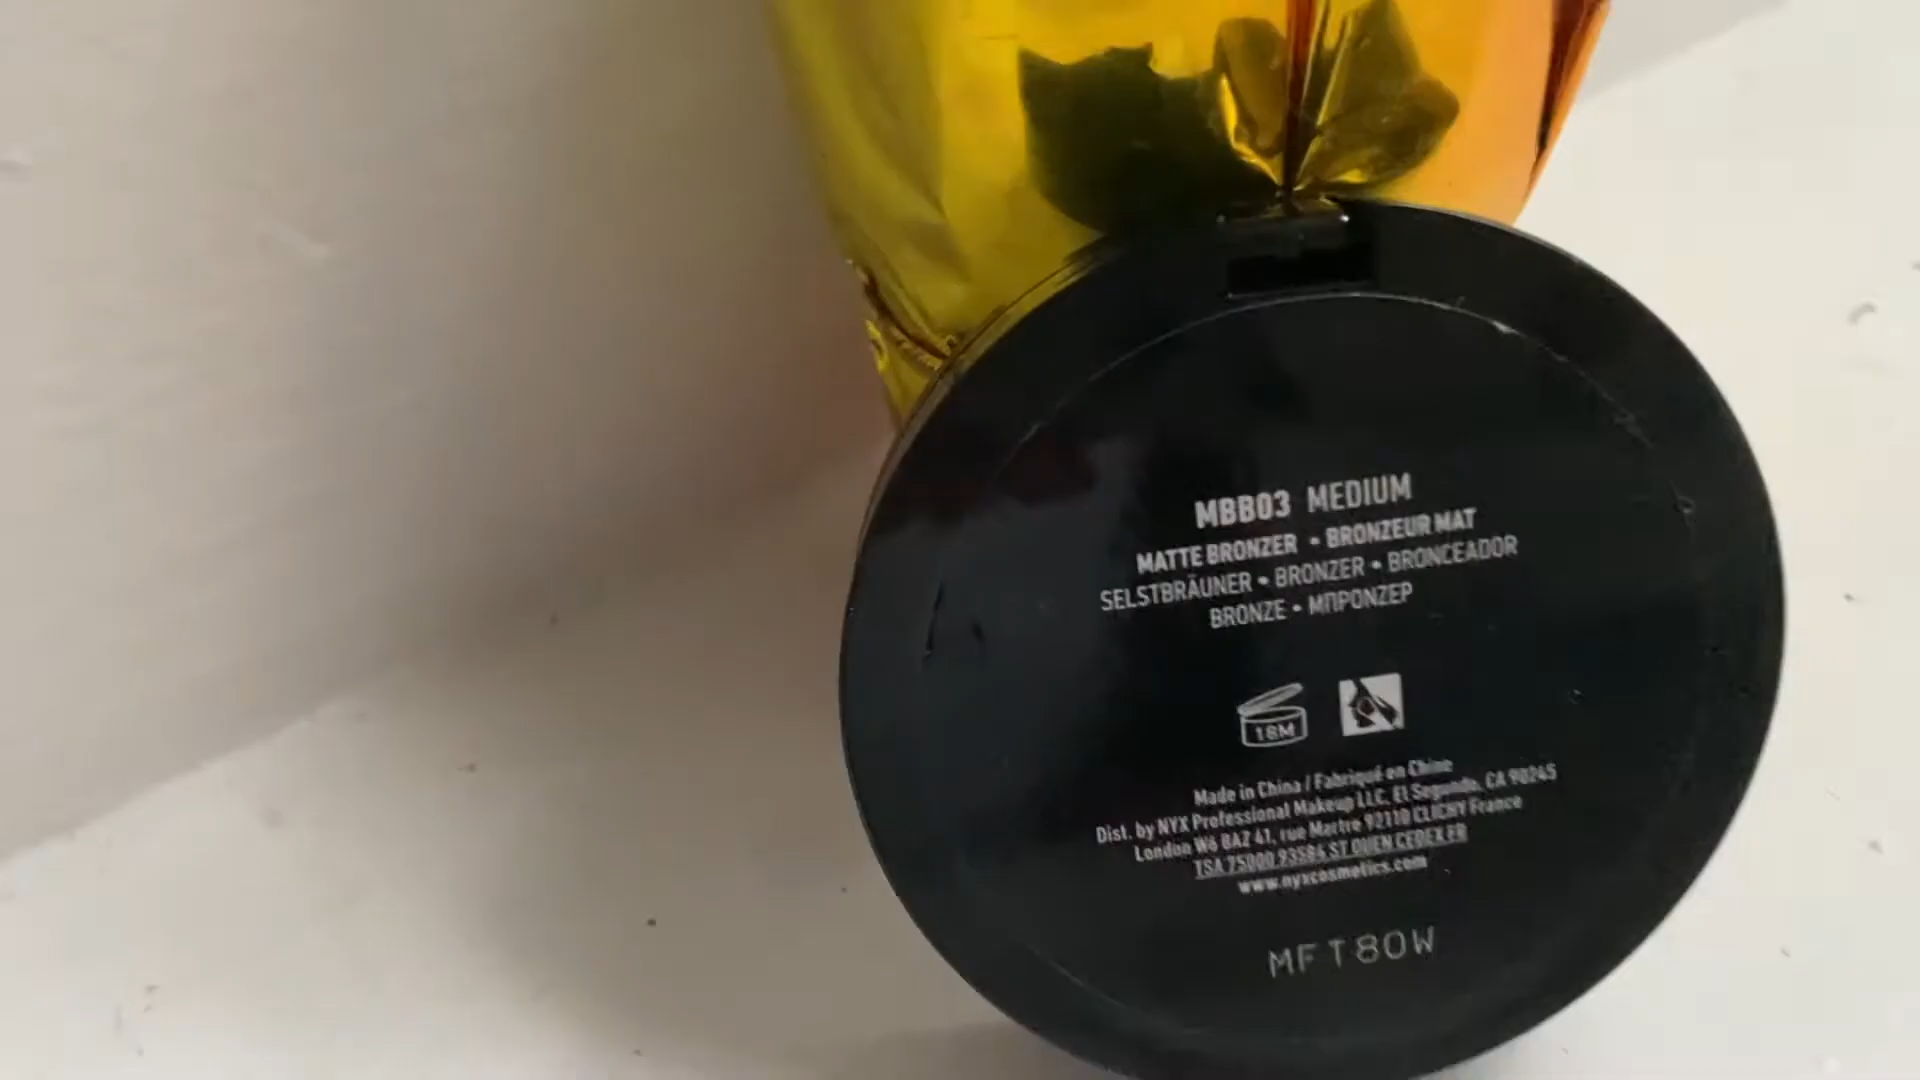 MBB03 MEDIUM
MATTE BRONZER • BRONZEUR MAT
SELSTBRÄUNER • BRONZER • BRONCEADOR
BRONZE • ΜΠΡΟΝΖΕΡ
18M
Made in China / Fabriqué en Chine
Dist. by NYX Professional Makeup LLC, El Segundo, CA 90245
London W6 8AZ 41, rue Martre 92110 CLICHY France
TSA 75000 93584 ST OUEN CEDEX FR
www.nyxcosmetics.com
MFT80W